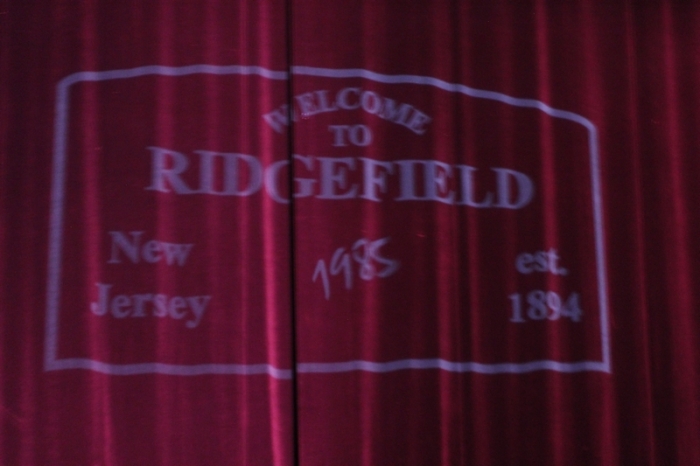 WELCOME
TO
RIDGEFIELD
New
Jersey
1985
est.
1894